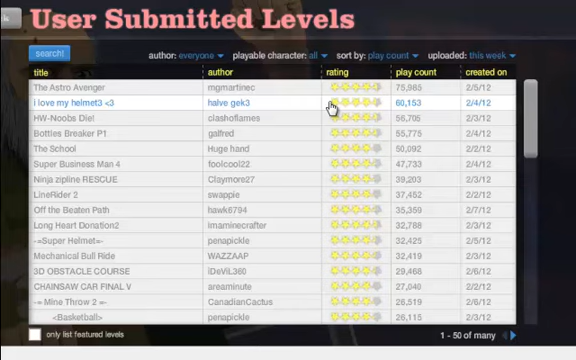 User Submitted Levels
search!
author: everyone playable character: all sort by: play count uploaded: this week
title author rating play count created on
The Astro Avenger mgmartinec 75,985 2/5/12
i love my helmet3 <3 halve gek3 60,153 2/4/12
HW-Noobs Die! clashoflames 56,705 2/3/12
Bottles Breaker P1 galfred 55,775 2/4/12
The School Huge hand 50,092 2/2/12
Super Business Man 4 foolcool22 47,733 2/4/12
Ninja zipline RESCUE Claymore27 39,203 2/3/12
LineRider 2 swappie 37,452 2/2/12
Off the Beaten Path hawk6794 35,359 2/7/12
Long Heart Donation2 imaminecrafter 32,788 2/3/12
-=Super Helmet=- penapickle 32,425 2/5/12
Mechanical Bull Ride WAZZAAP 32,419 2/3/12
3D OBSTACLE COURSE iDeViL360 29,468 2/6/12
CHAINSAW CAR FINAL V areaminute 27,040 2/2/12
-= Mine Throw 2 =- CanadianCactus 26,519 2/6/12
<Basketball> penapickle 26,115 2/3/12
only list featured levels 1 - 50 of many